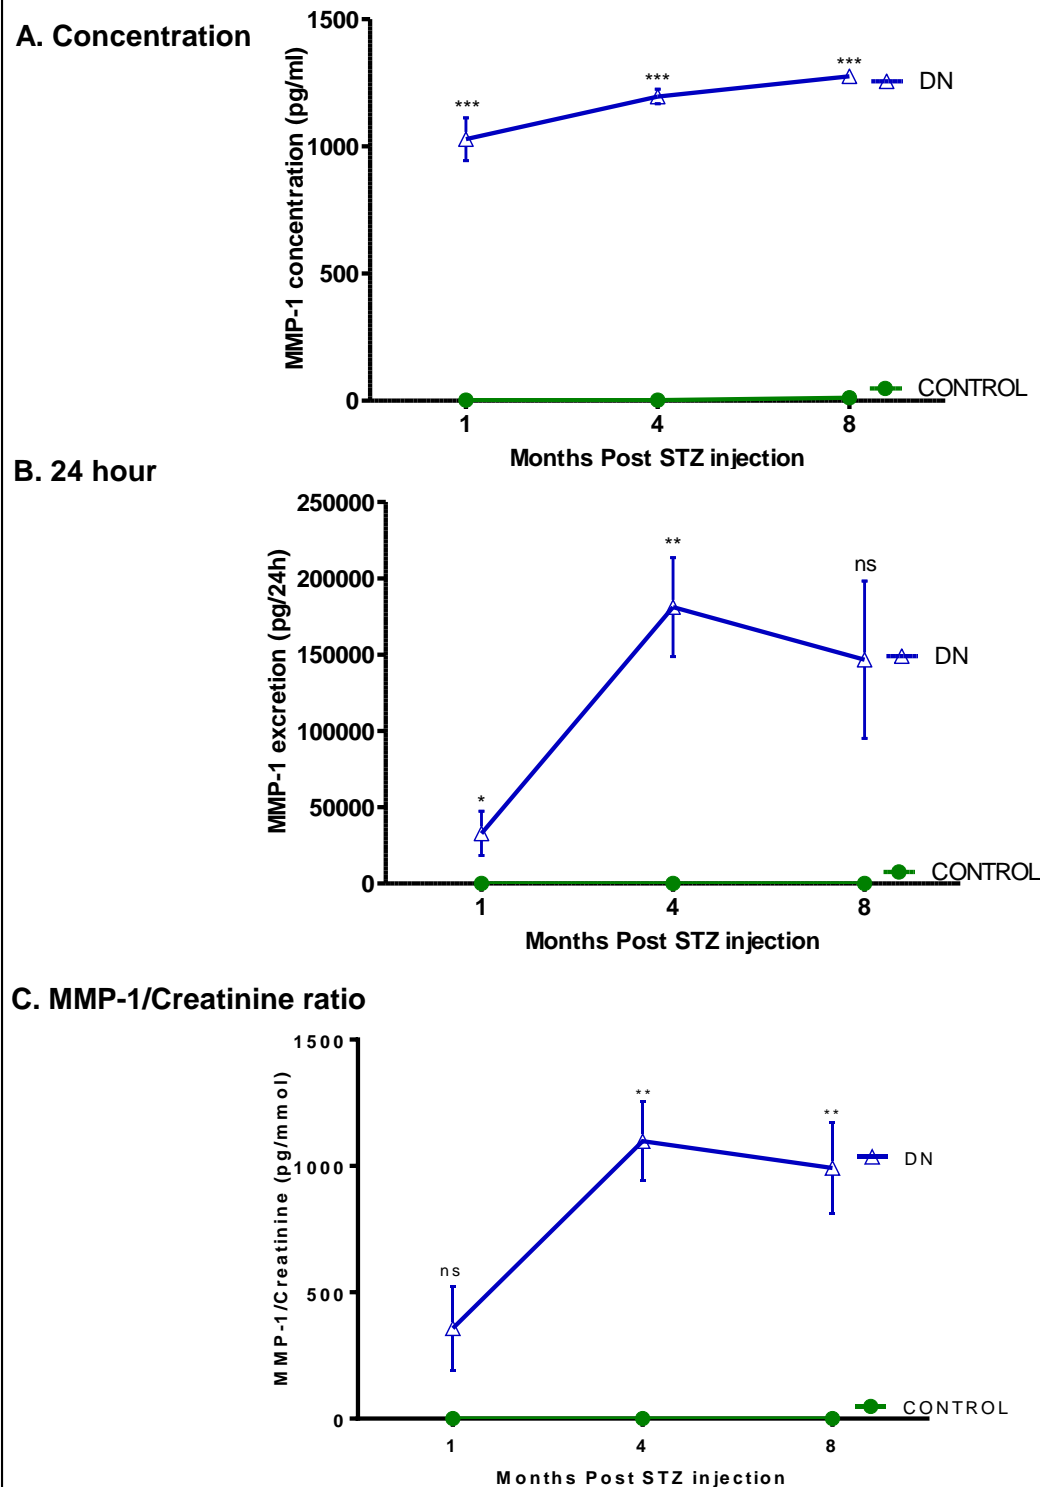 A. Concentration
MMP-1 concentration (pg/ml)
1500
1000
500
0
***
***
***
DN
CONTROL
1 4 8
Months Post STZ injection
B. 24 hour
MMP-1 excretion (pg/24h)
250000
200000
150000
100000
50000
0
*
**
ns
DN
CONTROL
1 4 8
Months Post STZ injection
C. MMP-1/Creatinine ratio
MMP-1/Creatinine (pg/mmol)
1500
1000
500
0
ns
**
**
DN
CONTROL
1 4 8
Months Post STZ injection